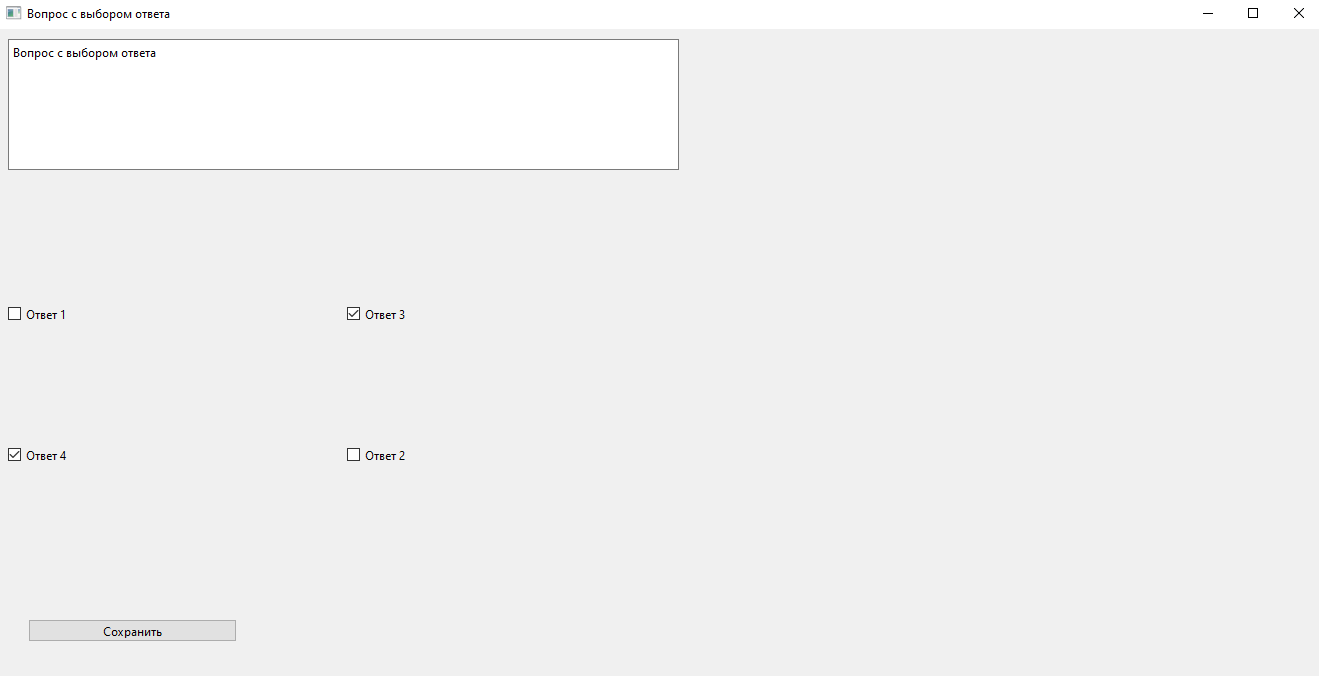 Вопрос с выбором ответа
Вопрос с выбором ответа
Ответ 1
Ответ 3
Ответ 4
Ответ 2
Сохранить